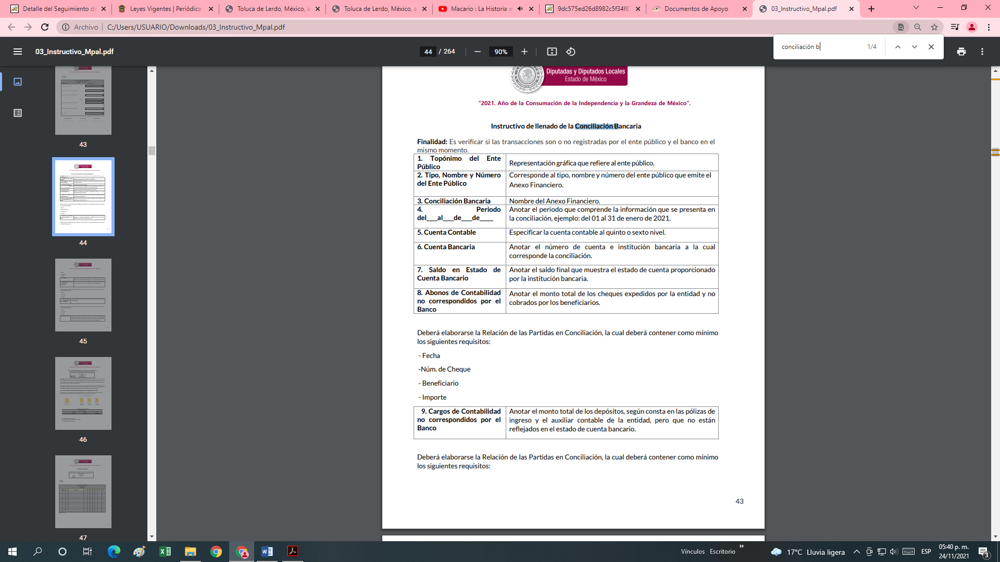 Detalle del Seguimiento de
Leyes Vigentes | Periódico
Toluca de Lerdo, México, a
Toluca de Lerdo, México, a
Macario : La Historia e
9dc575ed26d8982c5f34f8
Documentos de Apoyo
03_Instructivo_Mpal.pdf
Archivo
C:/Users/USUARIO/Downloads/03_Instructivo_Mpal.pdf
03_Instructivo_Mpal.pdf
44 / 264
90%
conciliación b
1/4
43
44
45
46
47
Diputadas y Diputados Locales
Estado de México
"2021. Año de la Consumación de la Independencia y la Grandeza de México".
Instructivo de llenado de la Conciliación Bancaria
Finalidad: Es verificar si las transacciones son o no registradas por el ente público y el banco en el
mismo momento.
1. Topónimo del Ente
Público
Representación gráfica que refiere al ente público.
2. Tipo, Nombre y Número
del Ente Público
Corresponde al tipo, nombre y número del ente público que emite el
Anexo Financiero.
3. Conciliación Bancaria
Nombre del Anexo Financiero.
4. Periodo
del____al____de____de_____
Anotar el periodo que comprende la información que se presenta en
la conciliación, ejemplo: del 01 al 31 de enero de 2021.
5. Cuenta Contable
Especificar la cuenta contable al quinto o sexto nivel.
6. Cuenta Bancaria
Anotar el número de cuenta e institución bancaria a la cual
corresponde la conciliación.
7. Saldo en Estado de
Cuenta Bancario
Anotar el saldo final que muestra el estado de cuenta proporcionado
por la institución bancaria.
8. Abonos de Contabilidad
no correspondidos por el
Banco
Anotar el monto total de los cheques expedidos por la entidad y no
cobrados por los beneficiarios.
Deberá elaborarse la Relación de las Partidas en Conciliación, la cual deberá contener como mínimo
los siguientes requisitos:
- Fecha
-Núm. de Cheque
- Beneficiario
- Importe
9. Cargos de Contabilidad
no correspondidos por el
Banco
Anotar el monto total de los depósitos, según consta en las pólizas de
ingreso y el auxiliar contable de la entidad, pero que no están
reflejados en el estado de cuenta bancario.
Deberá elaborarse la Relación de las Partidas en Conciliación, la cual deberá contener como mínimo
los siguientes requisitos:
43
Vínculos
Escritorio
»
17°C Lluvia ligera
ESP
05:40 p. m.
24/11/2021
3